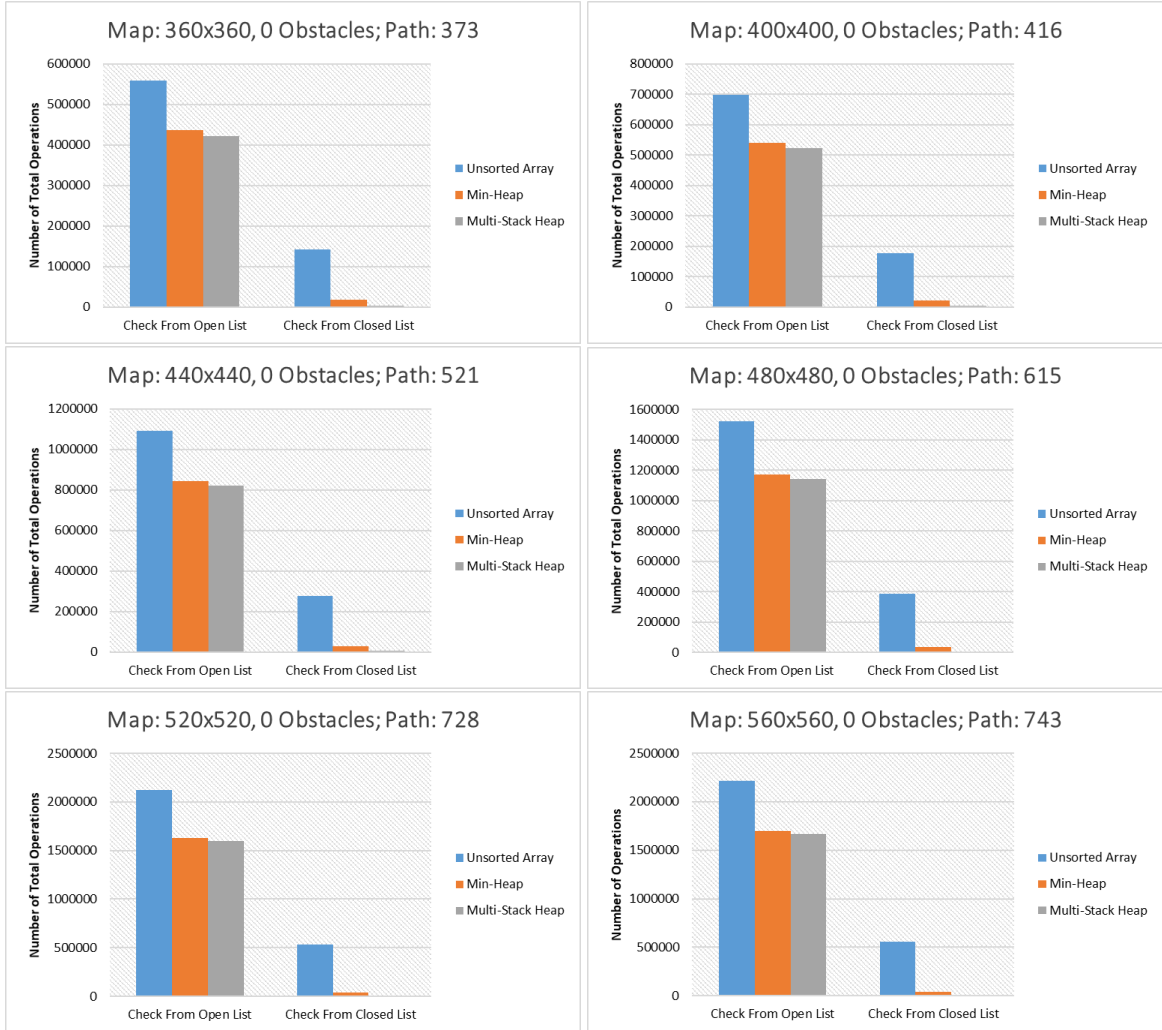 Map: 360x360, 0 Obstacles; Path: 373
Number of Total Operations
600000
500000
400000
300000
200000
100000
0
Check From Open List
Check From Closed List
Unsorted Array
Min-Heap
Multi-Stack Heap
Map: 400x400, 0 Obstacles; Path: 416
Number of Total Operations
800000
700000
600000
500000
400000
300000
200000
100000
0
Check From Open List
Check From Closed List
Unsorted Array
Min-Heap
Multi-Stack Heap
Map: 440x440, 0 Obstacles; Path: 521
Number of Total Operations
1200000
1000000
800000
600000
400000
200000
0
Check From Open List
Check From Closed List
Unsorted Array
Min-Heap
Multi-Stack Heap
Map: 480x480, 0 Obstacles; Path: 615
Number of Total Operations
1600000
1400000
1200000
1000000
800000
600000
400000
200000
0
Check From Open List
Check From Closed List
Unsorted Array
Min-Heap
Multi-Stack Heap
Map: 520x520, 0 Obstacles; Path: 728
Number of Total Operations
2500000
2000000
1500000
1000000
500000
0
Check From Open List
Check From Closed List
Unsorted Array
Min-Heap
Multi-Stack Heap
Map: 560x560, 0 Obstacles; Path: 743
Number of Operations
2500000
2000000
1500000
1000000
500000
0
Check From Open List
Check From Closed List
Unsorted Array
Min-Heap
Multi-Stack Heap